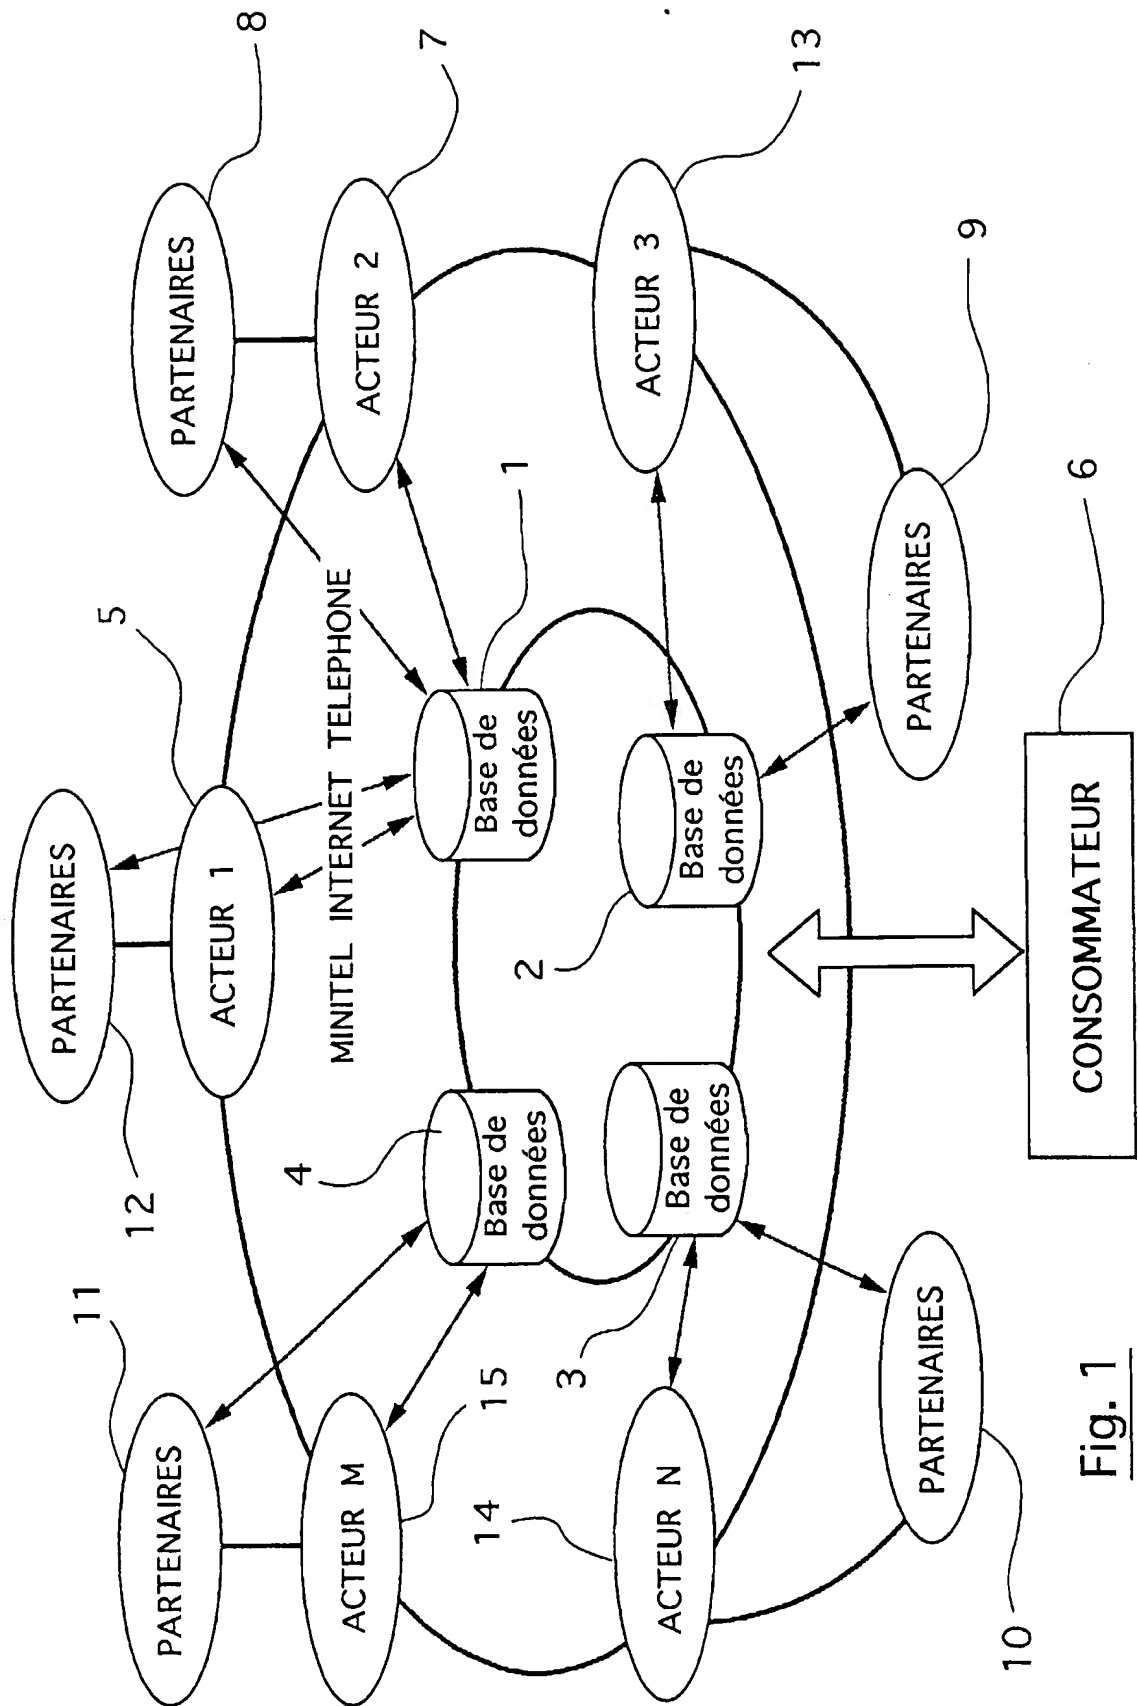 12
PARTENAIRES
5
8
11
PARTENAIRES
ACTEUR 1
PARTENAIRES
7
ACTEUR M
MINITEL INTERNET TELEPHONE
ACTEUR 2
15
4
Base de
données
Base de
données
1
14
ACTEUR N
3
Base de
données
2
Base de
données
ACTEUR 3
13
10
PARTENAIRES
PARTENAIRES
9
CONSOMMATEUR
6
Fig. 1